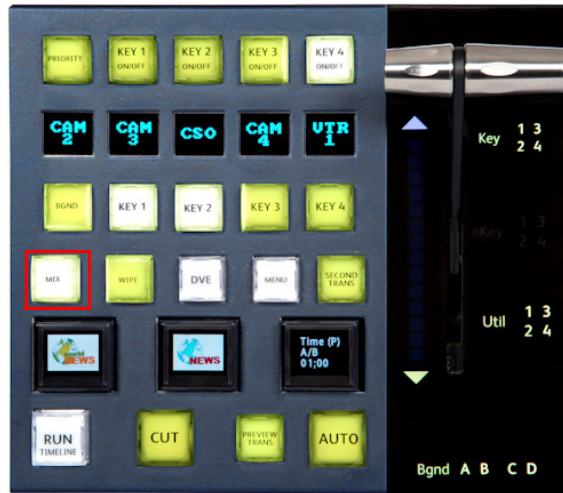 PRIORITY
KEY 1
ON/OFF
KEY 2
ON/OFF
KEY 3
ON/OFF
KEY 4
ON/OFF
CAM
2
CAM
3
CSO
CAM
4
VTR
1
BGND
KEY 1
KEY 2
KEY 3
KEY 4
MIX
WIPE
DVE
MENU
SECOND
TRANS
world
NEWS
NEWS
Time (P)
A/B
01;00
RUN
TIMELINE
CUT
PREVIEW
TRANS
AUTO
Key
1 3
2 4
eKey
1 3
2 4
Util
1 3
2 4
Bgnd A B C D